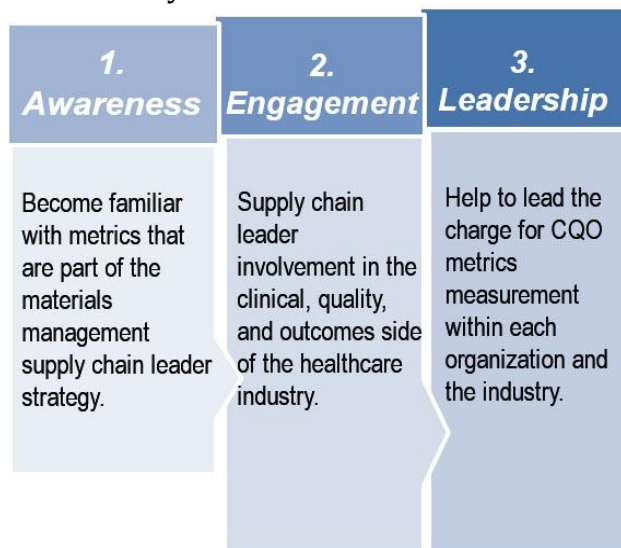 1.
Awareness
Become familiar
with metrics that
are part of the
materials
management
supply chain leader
strategy.
2.
Engagement
Supply chain
leader
involvement in the
clinical, quality,
and outcomes side
of the healthcare
industry.
3.
Leadership
Help to lead the
charge for CQO
metrics
measurement
within each
organization and
the industry.